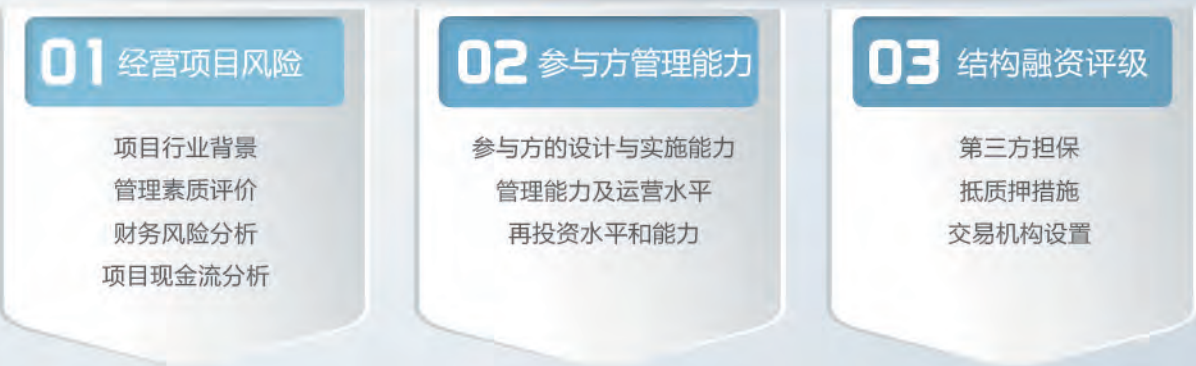 01 经营项目风险
项目行业背景
管理素质评价
财务风险分析
项目现金流分析
02 参与方管理能力
参与方的设计与实施能力
管理能力及运营水平
再投资水平和能力
03 结构融资评级
第三方担保
抵质押措施
交易机构设置